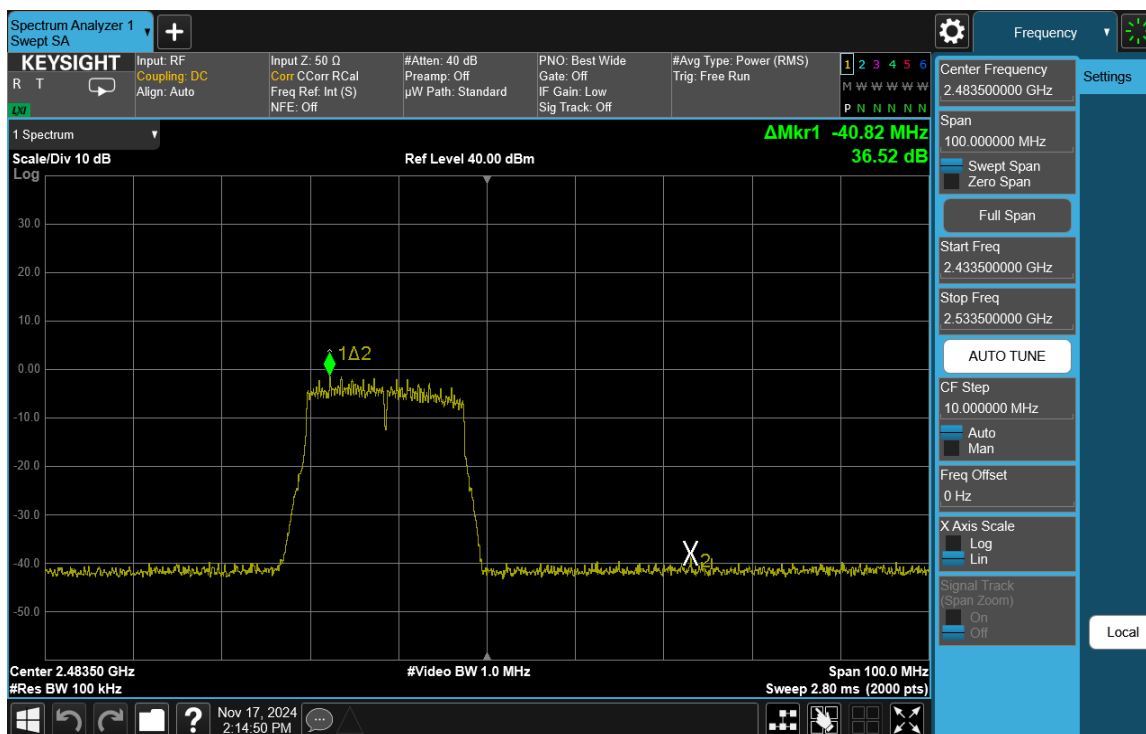 Spectrum Analyzer 1
Swept SA
Frequency
KEYSIGHT
R T
LXI
Input: RF
Coupling: DC
Align: Auto
Input Z: 50 Ω
Corr CCorr RCal
Freq Ref: Int (S)
NFE: Off
#Atten: 40 dB
Preamp: Off
µW Path: Standard
PNO: Best Wide
Gate: Off
IF Gain: Low
Sig Track: Off
#Avg Type: Power (RMS)
Trig: Free Run
1 2 3 4 5 6
M W W W W W
P N N N N N
1 Spectrum
Scale/Div 10 dB
Log
Ref Level 40.00 dBm
ΔMkr1 -40.82 MHz
36.52 dB
30.0
20.0
10.0
0.00
-10.0
-20.0
-30.0
-40.0
-50.0
1Δ2
X2
Center 2.48350 GHz
#Res BW 100 kHz
#Video BW 1.0 MHz
Span 100.0 MHz
Sweep 2.80 ms (2000 pts)
Center Frequency
2.483500000 GHz
Span
100.000000 MHz
Swept Span
Zero Span
Full Span
Start Freq
2.433500000 GHz
Stop Freq
2.533500000 GHz
AUTO TUNE
CF Step
10.000000 MHz
Auto
Man
Freq Offset
0 Hz
X Axis Scale
Log
Lin
Signal Track
(Span Zoom)
On
Off
Settings
Local
?
Nov 17, 2024
2:14:50 PM